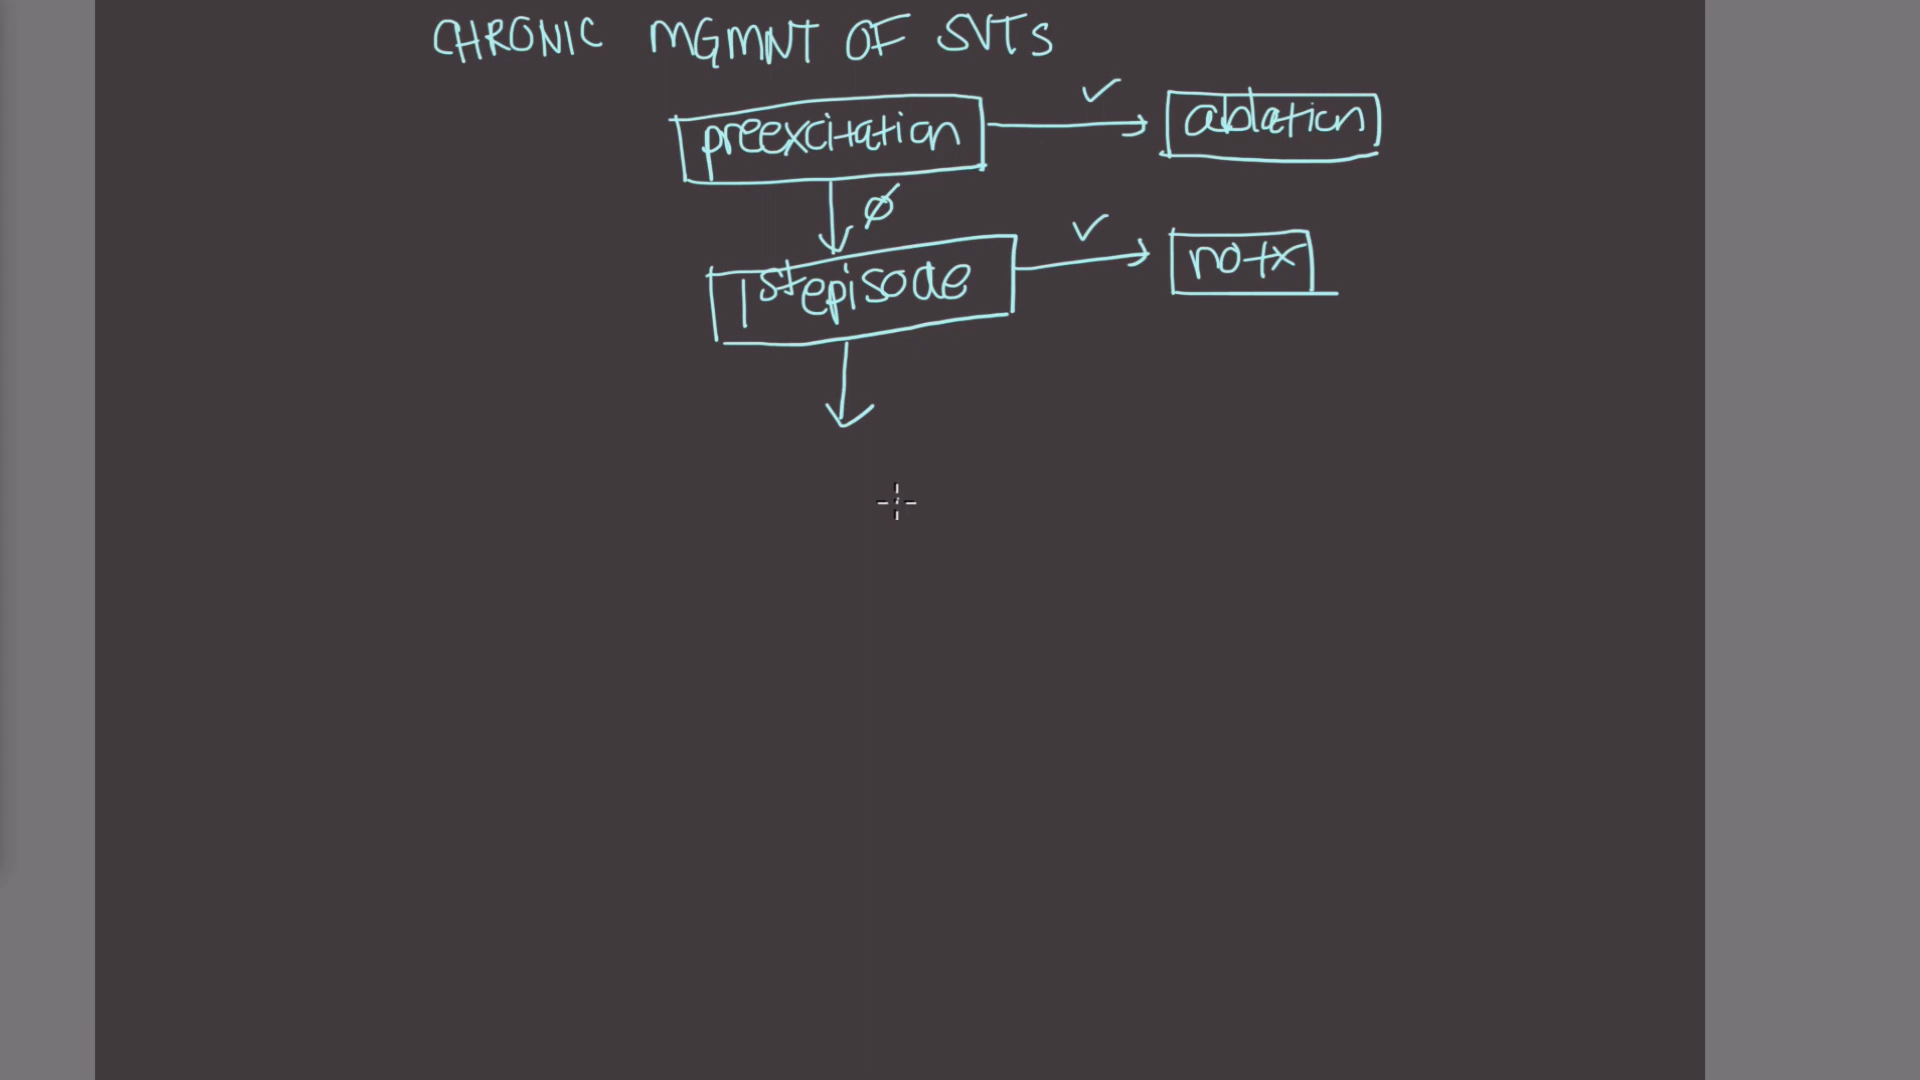 CHRONIC MGMNT OF SVTS
✓
preexcitation
ablation
Ø
✓
1st episode
no tx